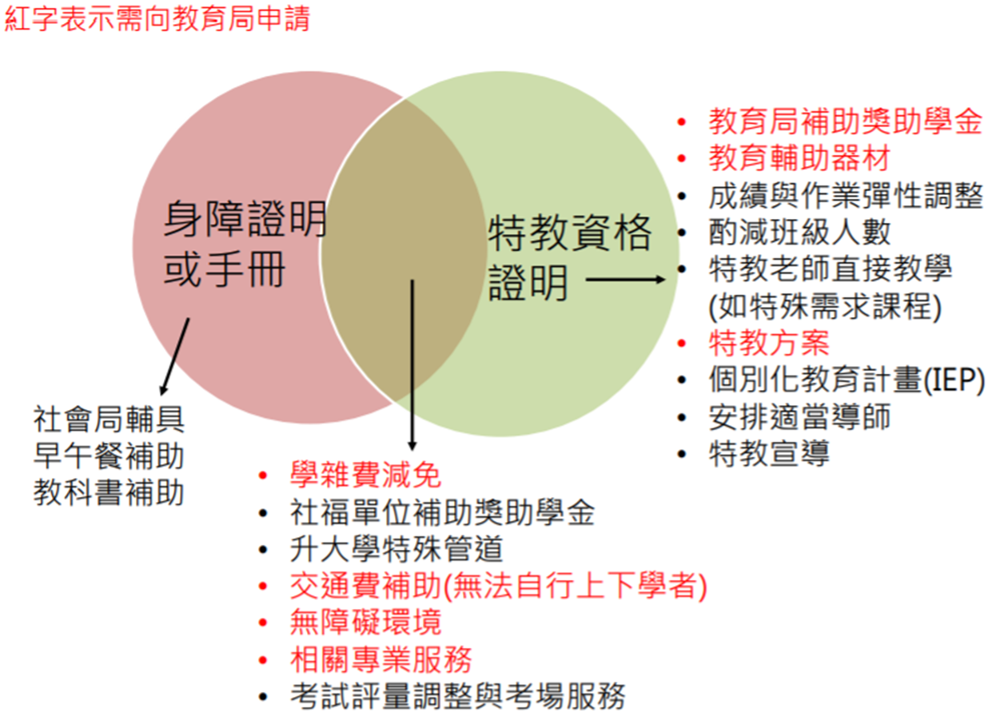 紅字表示需向教育局申請
身障證明
或手冊
特教資格
證明
社會局輔具
早午餐補助
教科書補助
• 學雜費減免
• 社福單位補助獎助學金
• 升大學特殊管道
• 交通費補助(無法自行上下學者)
• 無障礙環境
• 相關專業服務
• 考試評量調整與考場服務
• 教育局補助獎助學金
• 教育輔助器材
• 成績與作業彈性調整
• 酌減班級人數
• 特教老師直接教學
(如特殊需求課程)
• 特教方案
• 個別化教育計畫(IEP)
• 安排適當導師
• 特教宣導